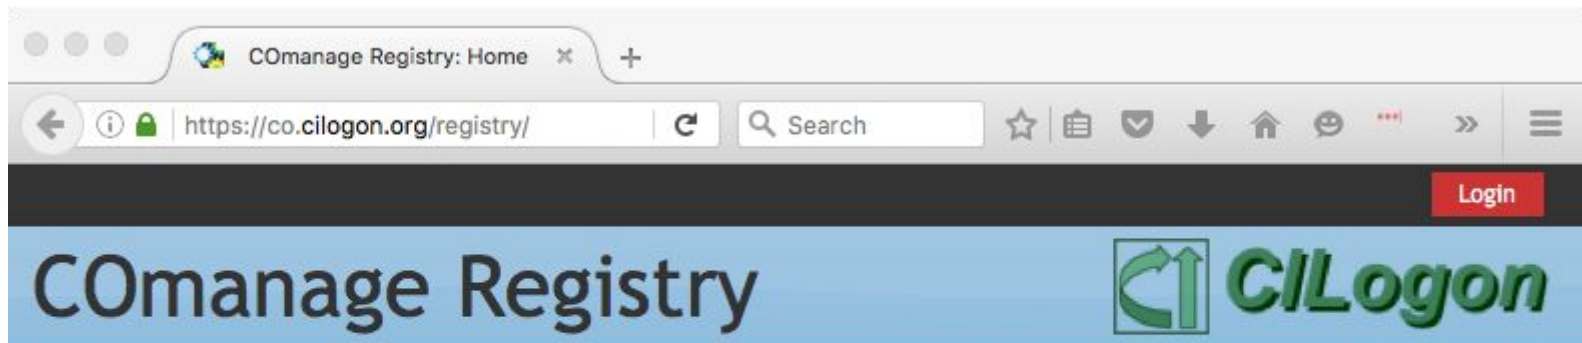 COmanage Registry: Home
https://co.cilogon.org/registry/ Search
Login
COmanage Registry CILogon